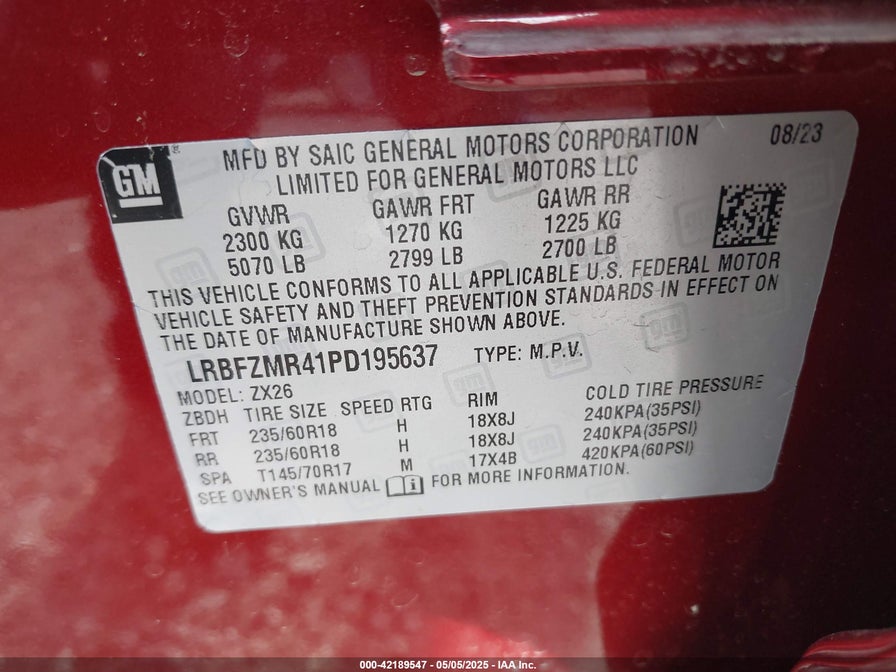 GM
08/23
MFD BY SAIC GENERAL MOTORS CORPORATION
LIMITED FOR GENERAL MOTORS LLC
GVWR GAWR FRT GAWR RR
2300 KG 1270 KG 1225 KG
5070 LB 2799 LB 2700 LB
THIS VEHICLE CONFORMS TO ALL APPLICABLE U.S. FEDERAL MOTOR
VEHICLE SAFETY AND THEFT PREVENTION STANDARDS IN EFFECT ON
THE DATE OF MANUFACTURE SHOWN ABOVE.
LRBFZMR41PD195637 TYPE: M.P.V.
MODEL: ZX26
ZBDH TIRE SIZE SPEED RTG RIM COLD TIRE PRESSURE
FRT 235/60R18 H 18X8J 240KPA(35PSI)
RR 235/60R18 H 18X8J 240KPA(35PSI)
SPA T145/70R17 M 17X4B 420KPA(60PSI)
SEE OWNER'S MANUAL FOR MORE INFORMATION.
000-42189547 - 05/05/2025 - IAA Inc.